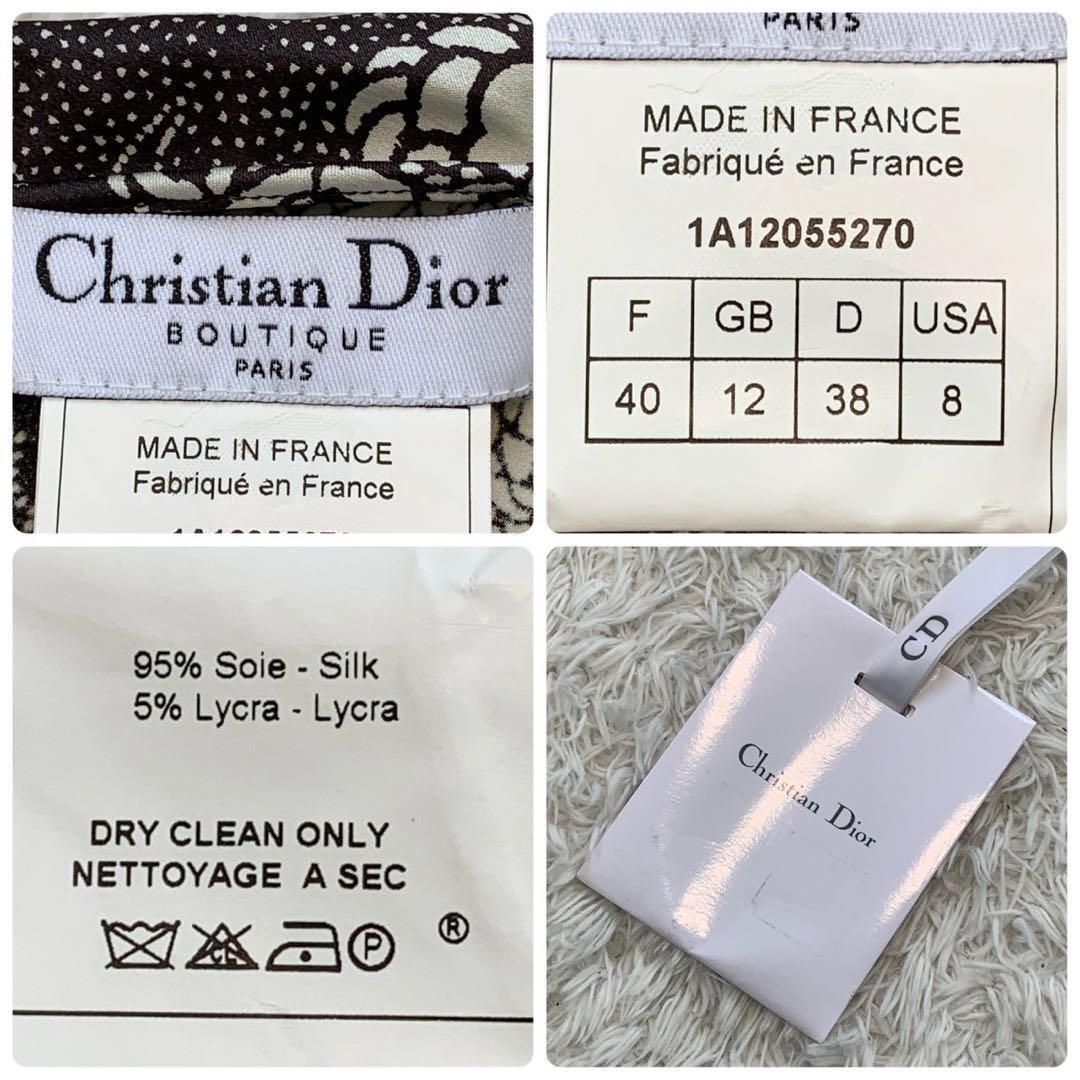 Christian Dior
BOUTIQUE
PARIS
MADE IN FRANCE
Fabriqué en France
PARIS
MADE IN FRANCE
Fabriqué en France
1A12055270
F GB D USA
40 12 38 8
95% Soie - Silk
5% Lycra - Lycra
DRY CLEAN ONLY
NETTOYAGE A SEC
CL P ®
CD
Christian Dior